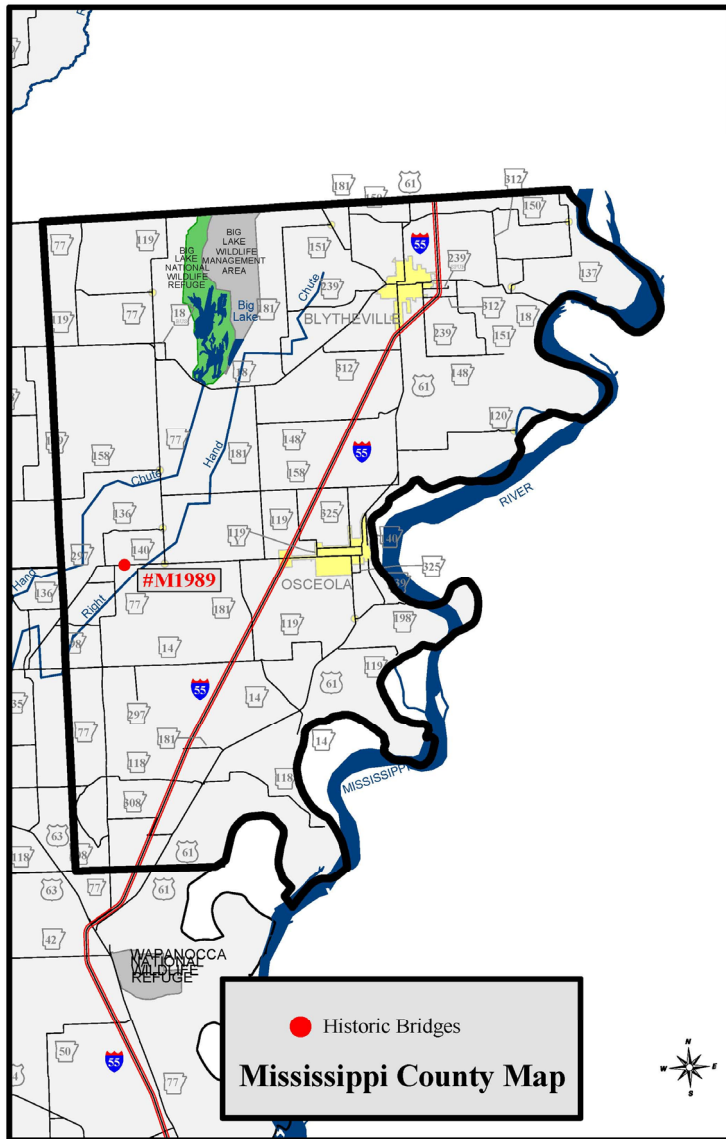 181
150
61
312
150
77
119
BIG
LAKE
WILDLIFE
MANAGEMENT
AREA
BIG
LAKE
NATIONAL
WILDLIFE
REFUGE
151
55
239
137
Chute
239
119
77
18
Big
Lake
181
BLYTHEVILLE
312
18
239
151
18
312
61
148
120
77
Hand
148
181
55
158
158
Chute
RIVER
136
119
325
119
140
297
140
#M1989
OSCEOLA
325
Hang
136
Right
77
181
119
198
14
119
61
55
14
297
77
181
14
118
118
MISSISSIPPI
308
63
61
118
77
63
61
42
WAPANOCCA
NATIONAL
WILDLIFE
REFUGE
50
55
77
Historic Bridges
Mississippi County Map
N
W
E
S